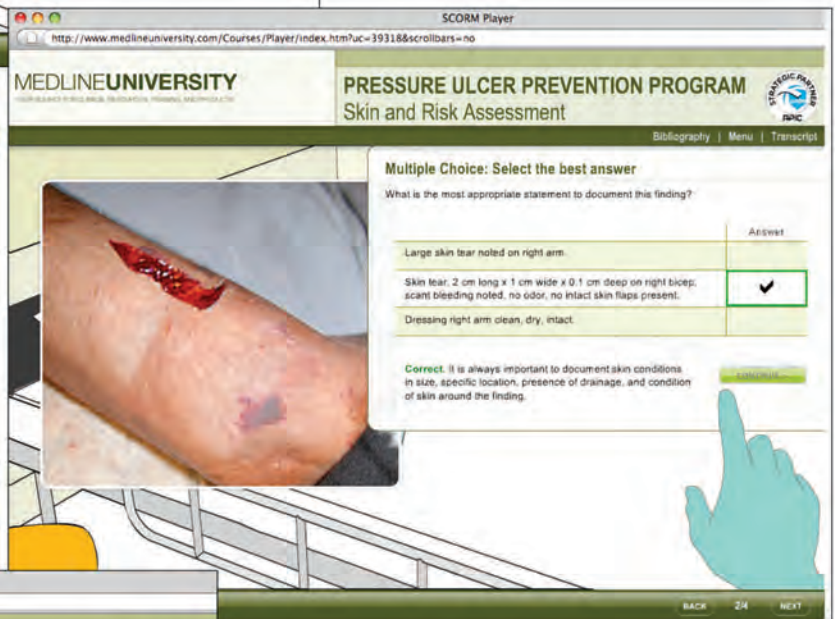 SCORM Player
http://www.medlineuniversity.com/Courses/Player/index.htm?uc=39318&scrollbars=no
MEDLINEUNIVERSITY
PRESSURE ULCER PREVENTION PROGRAM
Skin and Risk Assessment
STRATEGIC PARTNER
APIC
Bibliography | Menu | Transcript
Multiple Choice: Select the best answer
What is the most appropriate statement to document this finding?
Answer
Large skin tear noted on right arm.
Skin tear, 2 cm long x 1 cm wide x 0.1 cm deep on right bicep;
scant bleeding noted, no odor, no intact skin flaps present.
Dressing right arm clean, dry, intact.
Correct. It is always important to document skin conditions
in size, specific location, presence of drainage, and condition
of skin around the finding.
CONTINUE
BACK 2/4 NEXT